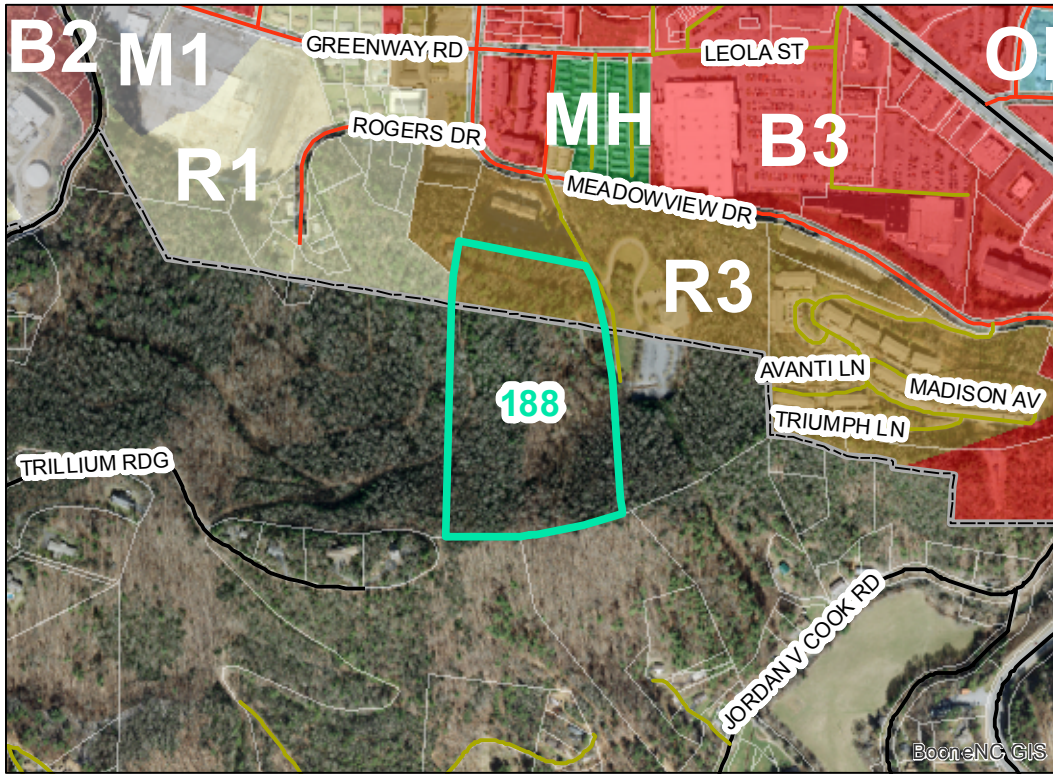 B2
M1
GREENWAY RD
LEOLA ST
MH
B3
ROGERS DR
R1
MEADOWVIEW DR
R3
AVANTI LN
MADISON AV
188
TRIUMPH LN
TRILLIUM RDG
JORDAN V COOK RD
BooneNC GIS